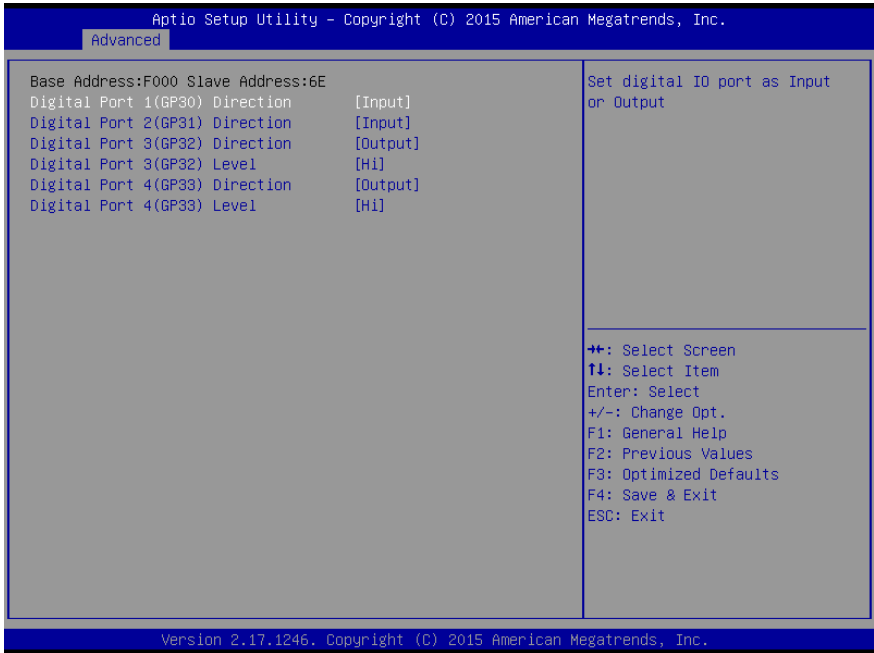 Aptio Setup Utility – Copyright (C) 2015 American Megatrends, Inc.
Advanced
Base Address:F000 Slave Address:6E
Digital Port 1(GP30) Direction [Input]
Digital Port 2(GP31) Direction [Input]
Digital Port 3(GP32) Direction [Output]
Digital Port 3(GP32) Level [Hi]
Digital Port 4(GP33) Direction [Output]
Digital Port 4(GP33) Level [Hi]
Set digital IO port as Input
or Output
→←: Select Screen
↑↓: Select Item
Enter: Select
+/-: Change Opt.
F1: General Help
F2: Previous Values
F3: Optimized Defaults
F4: Save & Exit
ESC: Exit
Version 2.17.1246. Copyright (C) 2015 American Megatrends, Inc.